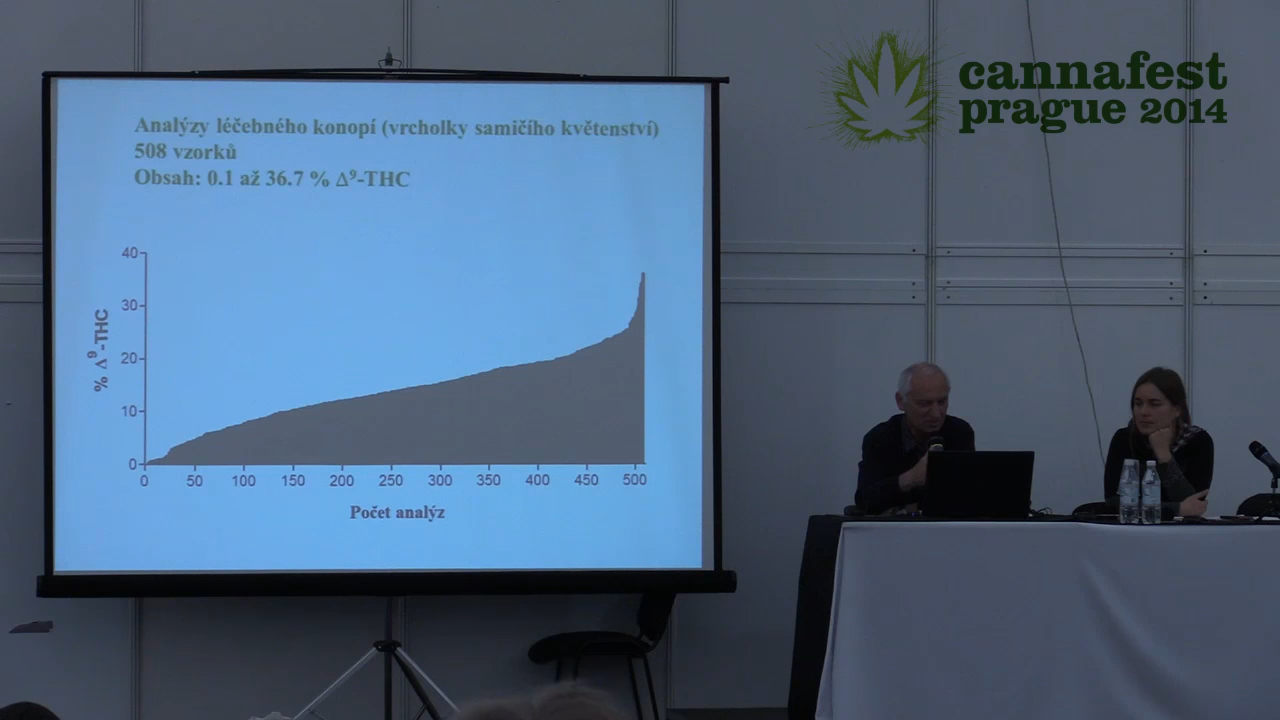 cannafest
prague 2014
Analýzy léčebného konopí (vrcholky samičího květenství)
508 vzorků
Obsah: 0.1 až 36.7 % Δ⁹-THC
% Δ⁹-THC
40
30
20
10
0
0 50 100 150 200 250 300 350 400 450 500
Počet analýz